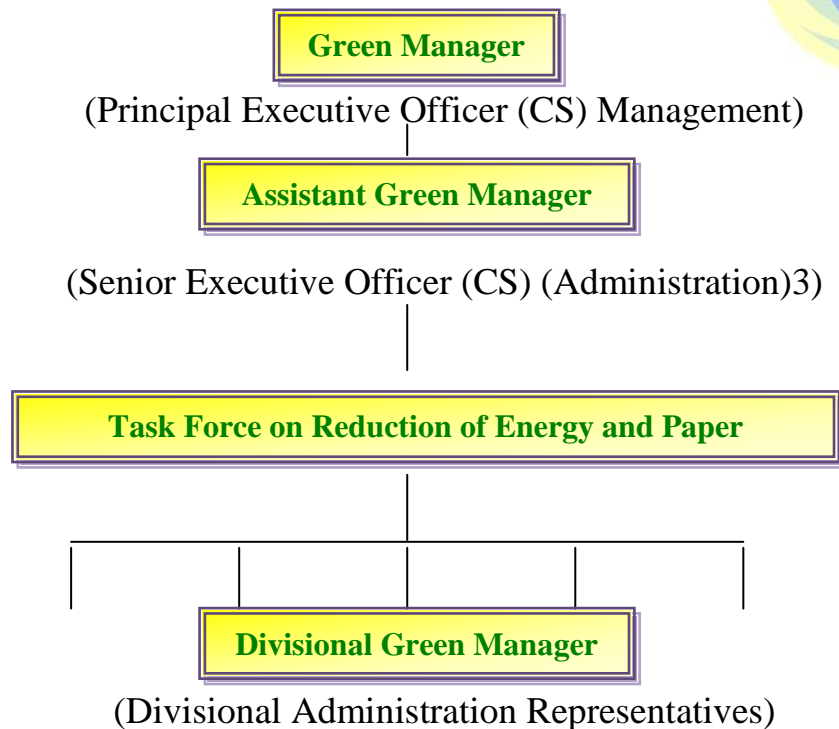 Green Manager
(Principal Executive Officer (CS) Management)
Assistant Green Manager
(Senior Executive Officer (CS) (Administration)3)
Task Force on Reduction of Energy and Paper
Divisional Green Manager
(Divisional Administration Representatives)